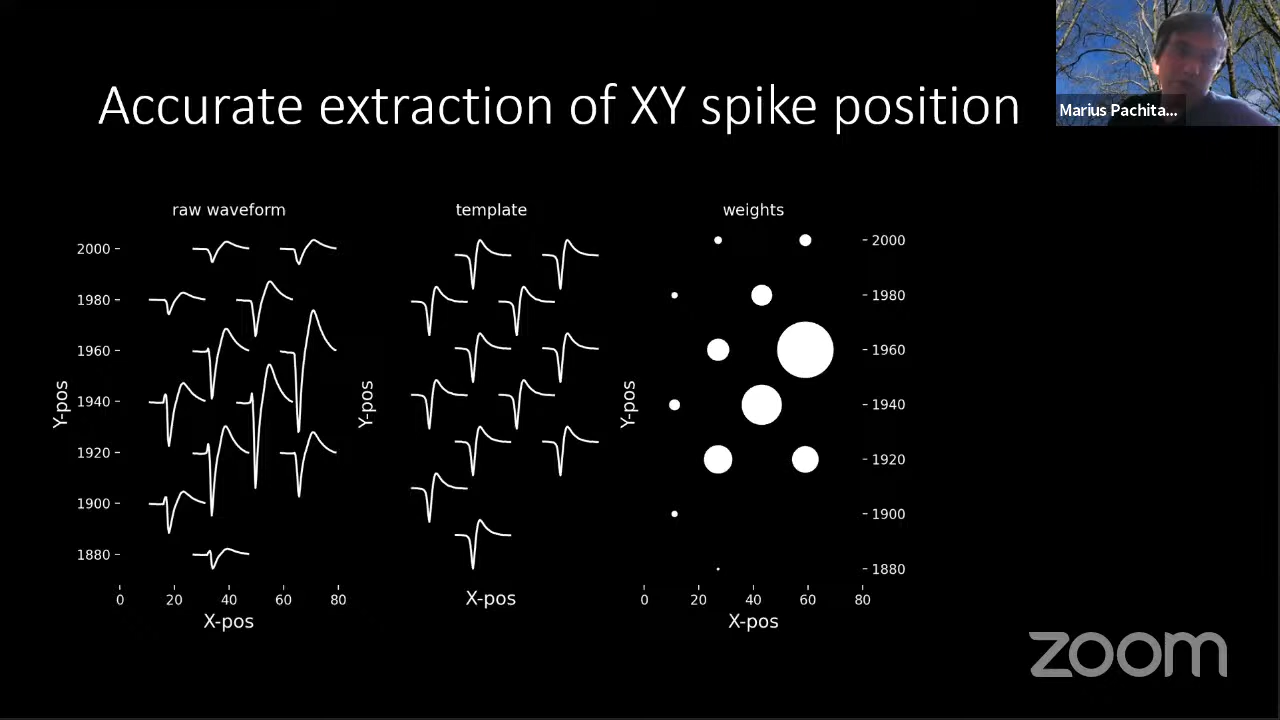 Accurate extraction of XY spike position
Marius Pachita...
raw waveform
template
weights
2000
1980
1960
1940
1920
1900
1880
Y-pos
0 20 40 60 80
X-pos
Y-pos
X-pos
Y-pos
2000
1980
1960
1940
1920
1900
1880
0 20 40 60 80
X-pos
zoom